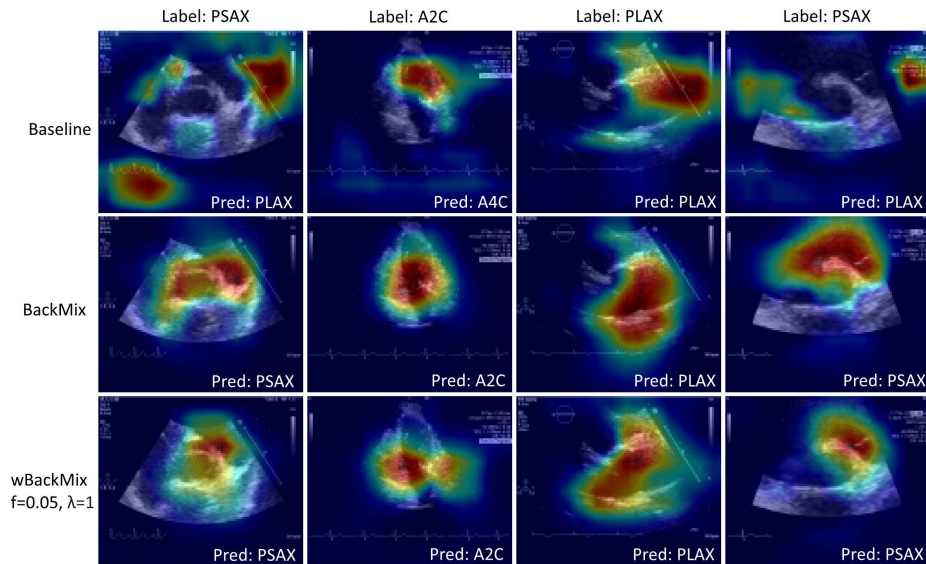 Label: PSAX
Label: A2C
Label: PLAX
Label: PSAX
Baseline
Pred: PLAX
Pred: A4C
Pred: PLAX
Pred: PLAX
BackMix
Pred: PSAX
Pred: A2C
Pred: PLAX
Pred: PSAX
wBackMix
f=0.05, λ=1
Pred: PSAX
Pred: A2C
Pred: PLAX
Pred: PSAX